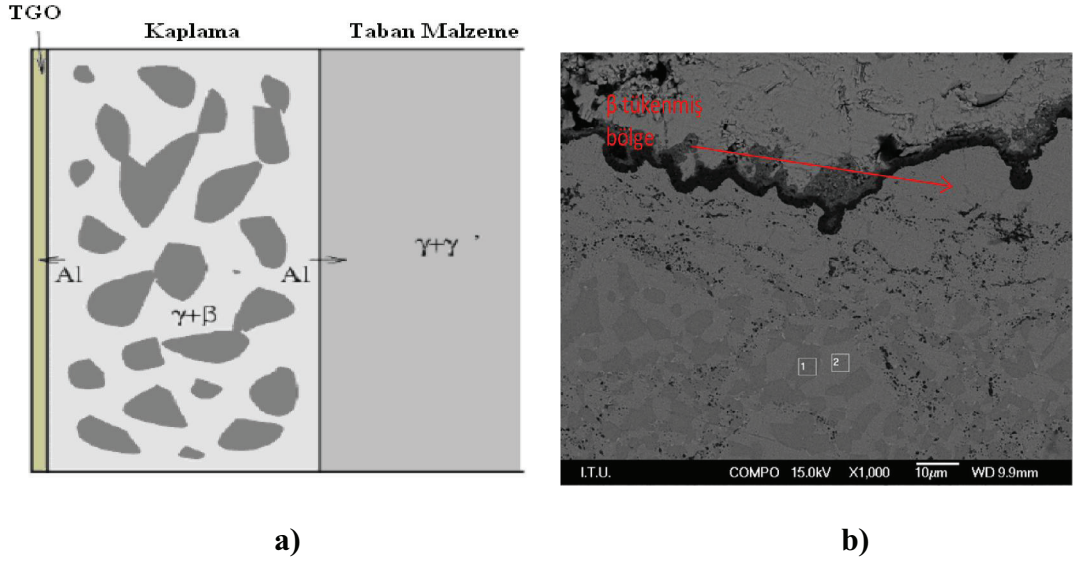 TGO
Kaplama
Taban Malzeme
Al
Al
γ+γ ’
γ+β
β tükenmiş
bölge
1
2
I.T.U. COMPO 15.0kV X1,000 10µm WD 9.9mm
a)
b)